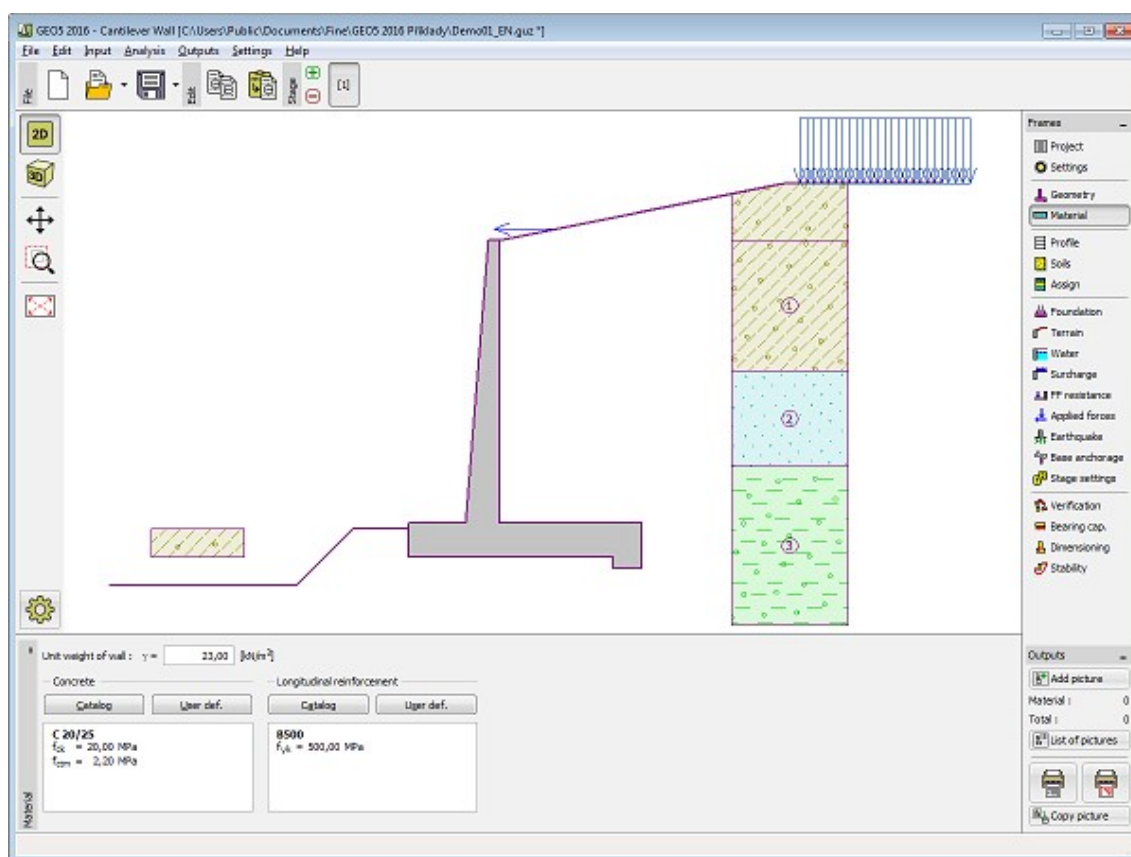 GEO5 2016 - Cantilever Wall [C:\Users\Public\Documents\Fine\GEO5 2016 Příklady\Demo01_EN.guz *]
File Edit Input Analysis Outputs Settings Help
File
Edit
Stage
[1]
2D
3D
1
2
3
Frames
Project
Settings
Geometry
Material
Profile
Soils
Assign
Foundation
Terrain
Water
Surcharge
FF resistance
Applied forces
Earthquake
Base anchorage
Stage settings
Verification
Bearing cap.
Dimensioning
Stability
Material
Unit weight of wall : γ = 23,00 [kN/m³]
Concrete
Catalog User def.
C 20/25
fck = 20,00 MPa
fctm = 2,20 MPa
Longitudinal reinforcement
Catalog User def.
B500
fyk = 500,00 MPa
Outputs
Add picture
Material : 0
Total : 0
List of pictures
Copy picture